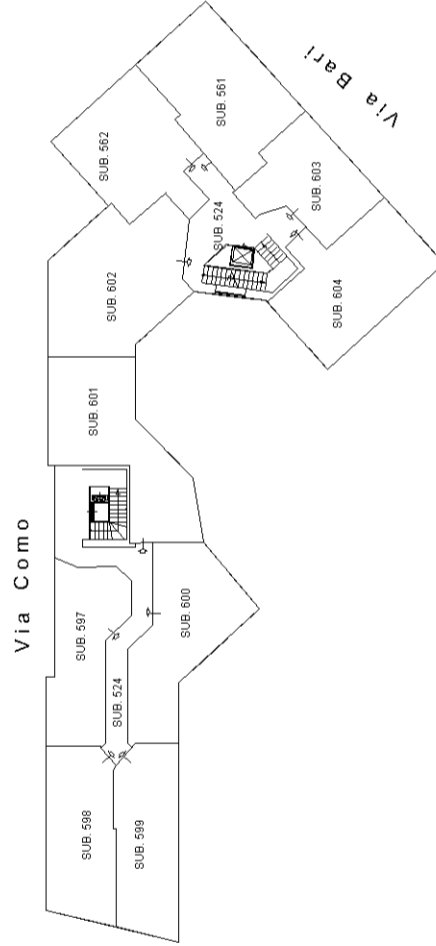 Via Bari
SUB. 561
SUB. 562
SUB. 603
SUB. 524
SUB. 602
SUB. 604
SUB. 601
Via Como
SUB. 597
SUB. 600
SUB. 524
SUB. 598
SUB. 599